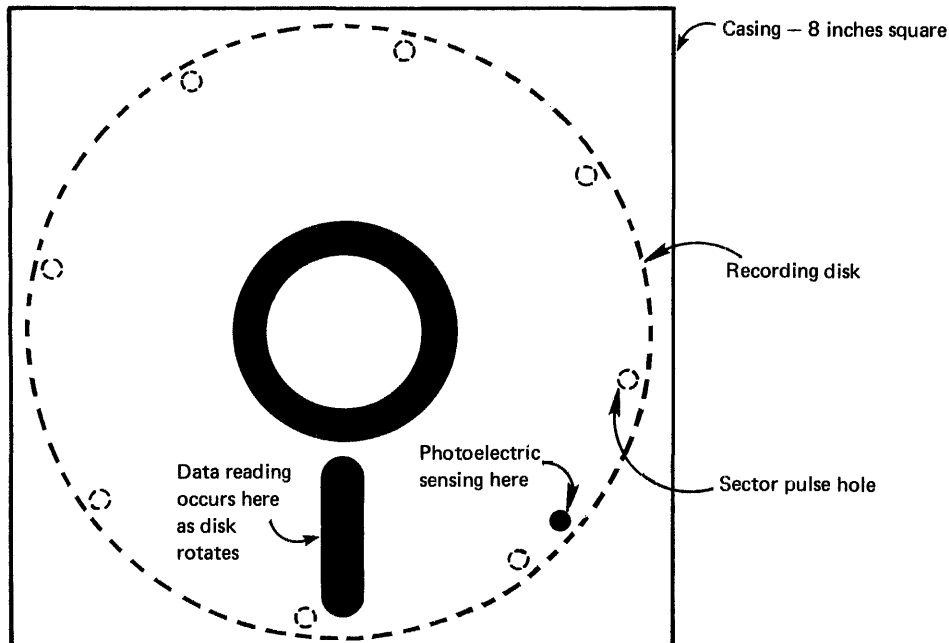 Casing – 8 inches square
Recording disk
Photoelectric
sensing here
Data reading
occurs here
as disk
rotates
Sector pulse hole